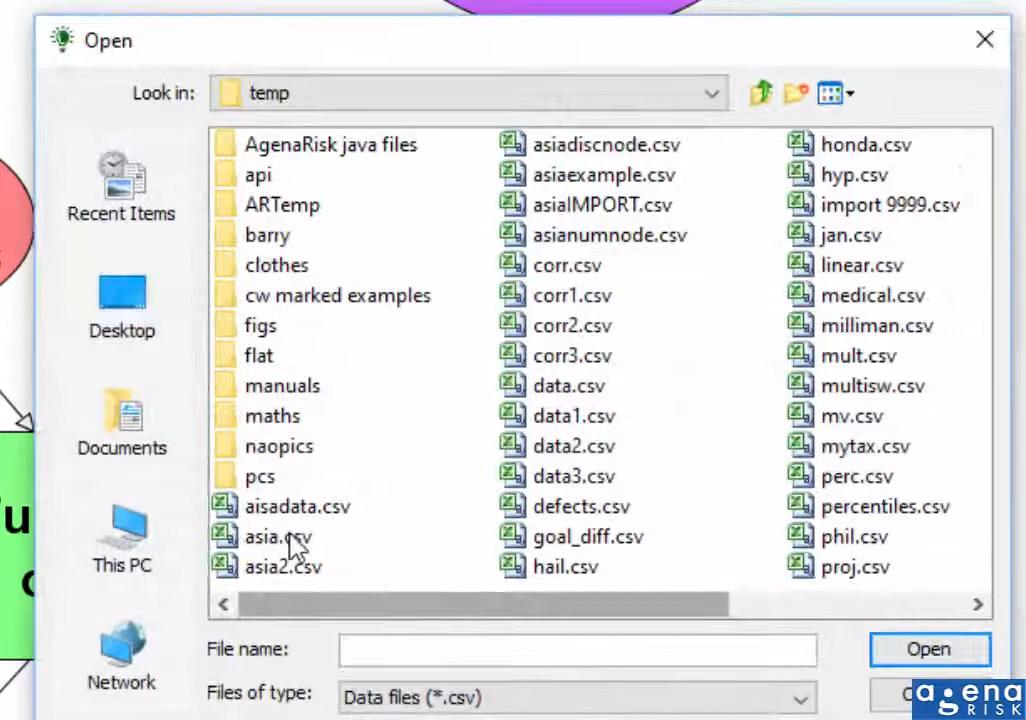 Open
Look in:
temp
Recent Items
Desktop
Documents
This PC
Network
AgenaRisk java files
api
ARTemp
barry
clothes
cw marked examples
figs
flat
manuals
maths
naopics
pcs
aisadata.csv
asia.csv
asia2.csv
asiadiscnode.csv
asiaexample.csv
asiaIMPORT.csv
asianumnode.csv
corr.csv
corr1.csv
corr2.csv
corr3.csv
data.csv
data1.csv
data2.csv
data3.csv
defects.csv
goal_diff.csv
hail.csv
honda.csv
hyp.csv
import 9999.csv
jan.csv
linear.csv
medical.csv
milliman.csv
mult.csv
multisw.csv
mv.csv
mytax.csv
perc.csv
percentiles.csv
phil.csv
proj.csv
File name:
Open
Files of type:
Data files (*.csv)
agena
RISK